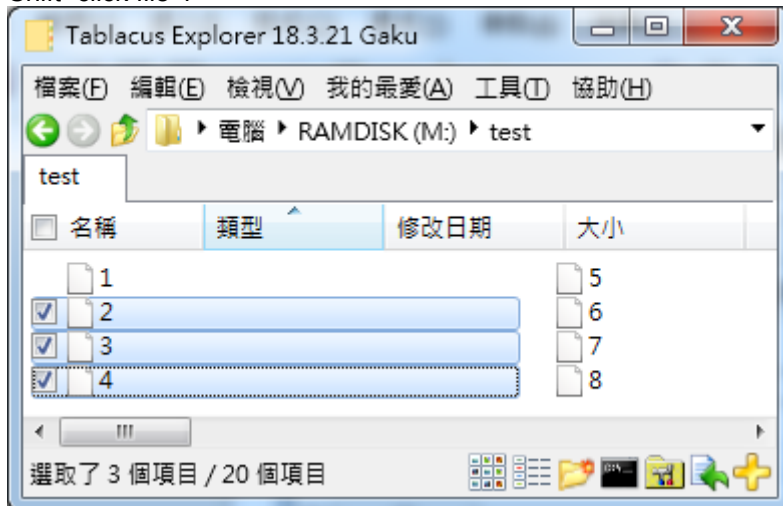 Tablacus Explorer 18.3.21 Gaku
檔案(F) 編輯(E) 檢視(V) 我的最愛(A) 工具(T) 協助(H)
電腦 RAMDISK (M:) test
test
名稱 類型 修改日期 大小
1 5
2 6
3 7
4 8
選取了 3 個項目 / 20 個項目